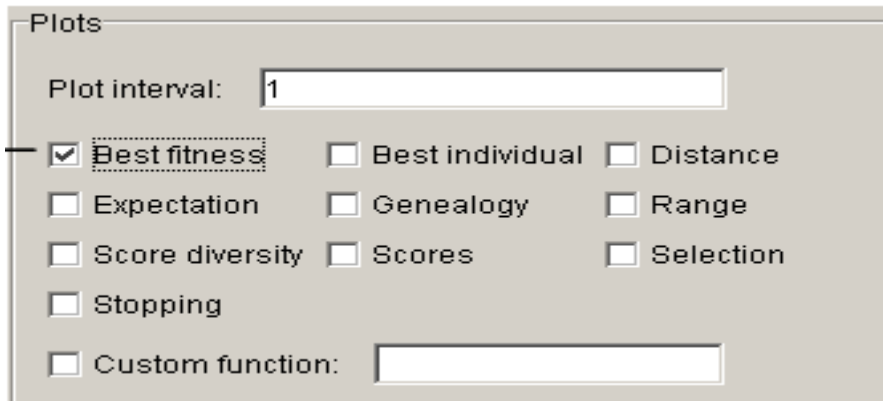 Plots
Plot interval: 1
Best fitness Best individual Distance
Expectation Genealogy Range
Score diversity Scores Selection
Stopping
Custom function: